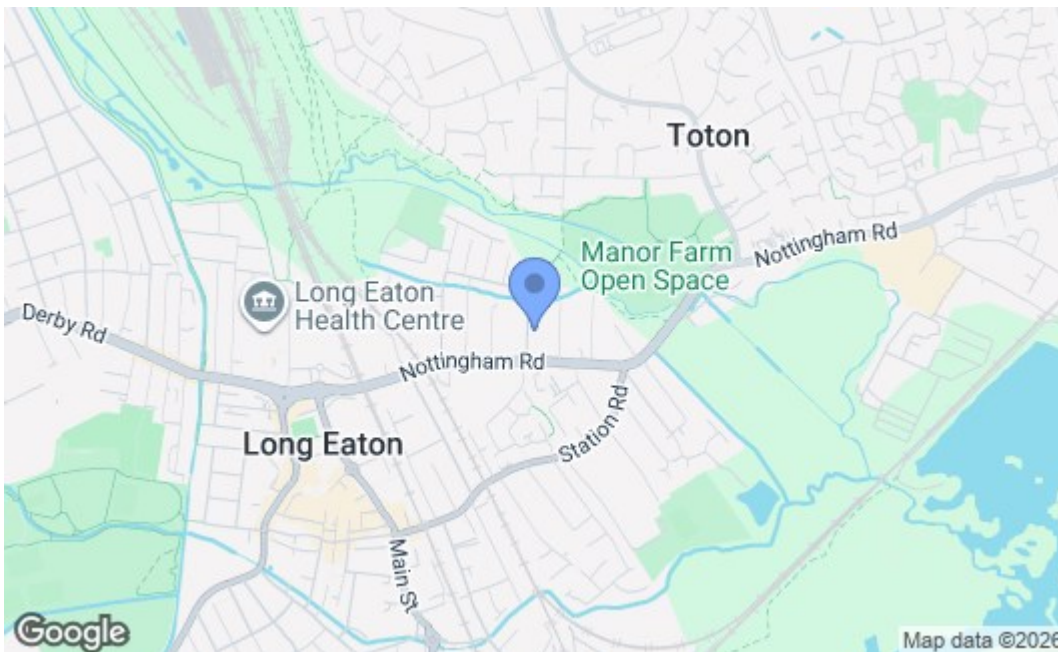 Toton
Manor Farm
Open Space
Nottingham Rd
Long Eaton
Health Centre
Derby Rd
Nottingham Rd
Station Rd
Long Eaton
Main St
Google
Map data ©2026